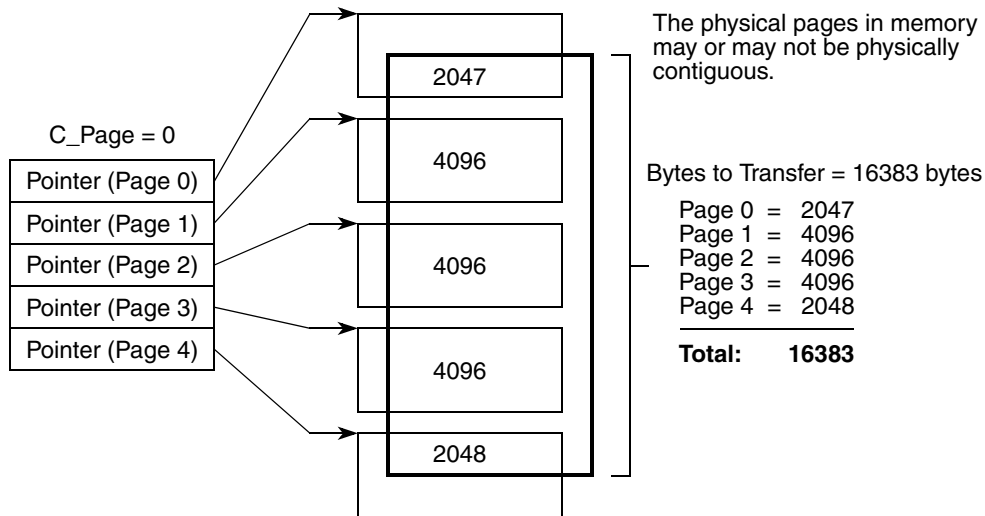 The physical pages in memory
may or may not be physically
contiguous.
2047
C_Page = 0
4096
Pointer (Page 0)
Pointer (Page 1)
Pointer (Page 2)
Pointer (Page 3)
Pointer (Page 4)
4096
4096
2048
Bytes to Transfer = 16383 bytes
Page 0 = 2047
Page 1 = 4096
Page 2 = 4096
Page 3 = 4096
Page 4 = 2048
Total: 16383